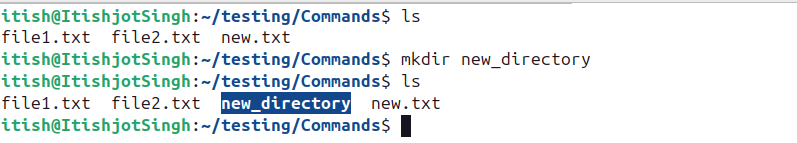 itish@ItishjotSingh:~/testing/Commands$ ls
file1.txt  file2.txt  new.txt
itish@ItishjotSingh:~/testing/Commands$ mkdir new_directory
itish@ItishjotSingh:~/testing/Commands$ ls
file1.txt  file2.txt  new_directory  new.txt
itish@ItishjotSingh:~/testing/Commands$